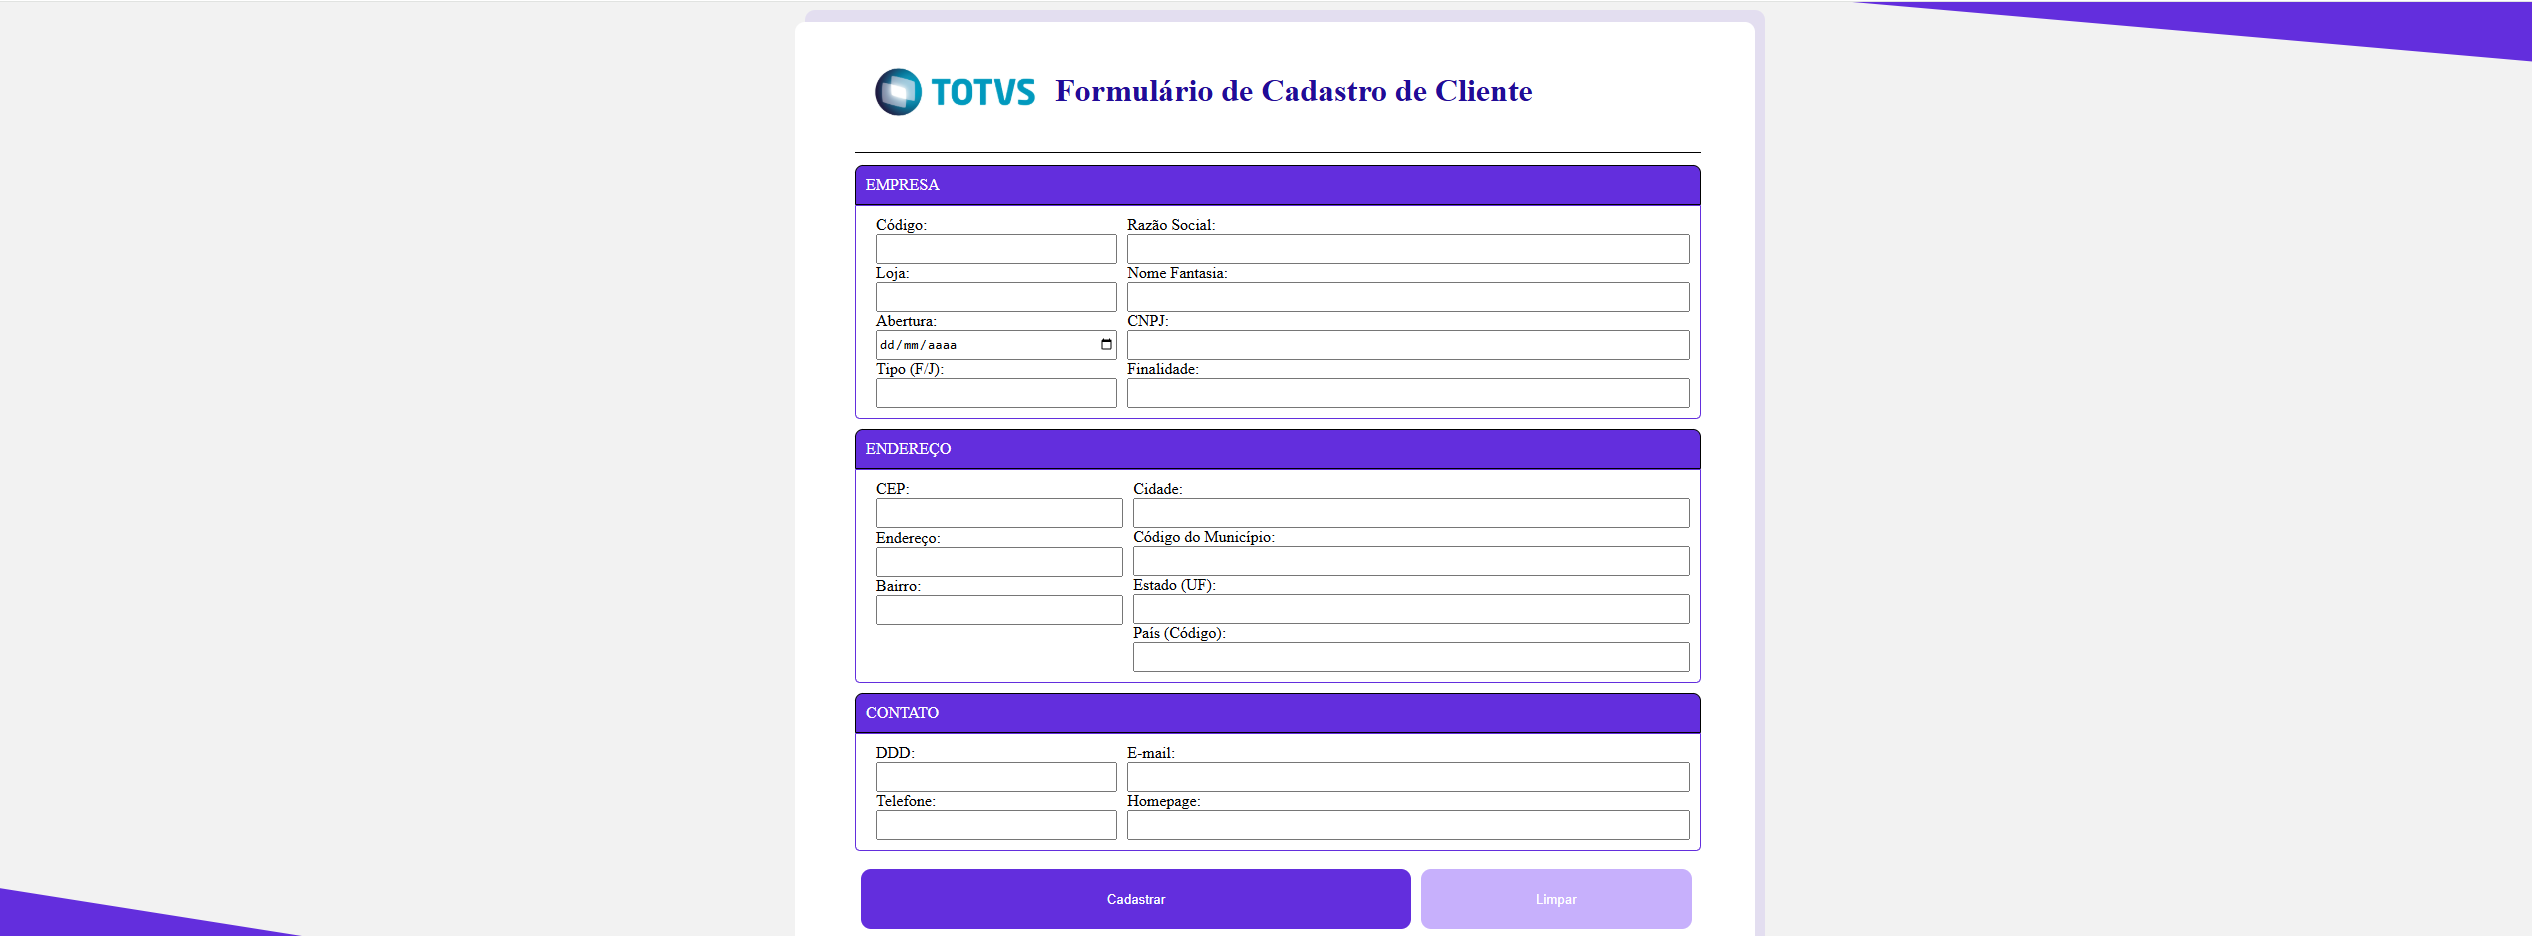 TOTVS Formulário de Cadastro de Cliente
EMPRESA
Código: Razão Social:
Loja: Nome Fantasia:
Abertura: CNPJ:
dd/mm/aaaa
Tipo (F/J): Finalidade:
ENDEREÇO
CEP: Cidade:
Endereço: Código do Município:
Bairro: Estado (UF):
País (Código):
CONTATO
DDD: E-mail:
Telefone: Homepage:
Cadastrar Limpar